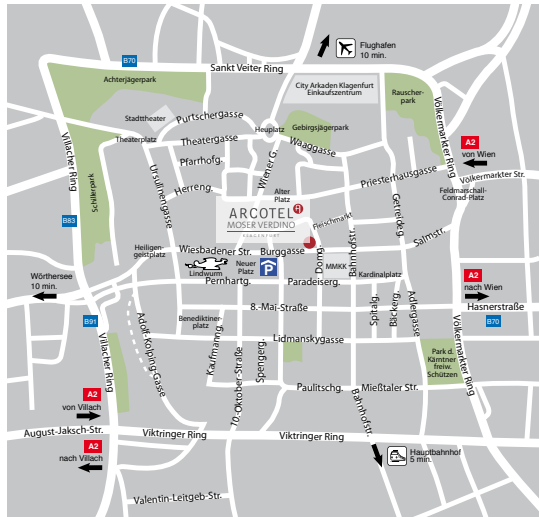 Flughafen
10 min.
B70
Sankt Veiter Ring
Achterjägerpark
City Arkaden Klagenfurt
Einkaufszentrum
Rauscher-
park
Stadttheater
Purtschergasse
Heuplatz
Gebirgsjägerpark
Völkermarkter Ring
Villacher Ring
Theaterplatz
Theatergasse
Waaggasse
A2
von Wien
Pfarrhofg.
Wiener G.
Priesterhausgasse
Völkermarkter Str.
Ursulinengasse
Herreng.
Alter
Platz
Getreideg.
Feldmarschall-
Conrad-Platz
Schillerpark
ARCOTEL
MOSER VERDINO
KLAGENFURT
Fleischmarkt
B83
Salmstr.
Heiligen-
geistplatz
Wiesbadener Str.
Burggasse
Domg.
Bahnhofstr.
Wörthersee
10 min.
Lindwurm
Neuer
Platz
P
MMKK
Kardinalplatz
A2
nach Wien
Pernhartg.
Paradeiserg.
8.-Mai-Straße
Spitalg.
Bäckerg.
Adlergasse
Hasnerstraße
B91
Benediktiner-
platz
B70
Villacher Ring
Adolf-Kolping-Gasse
Kaufmanng.
10.-Oktober-Straße
Spengerg.
Lidmanskygasse
Völkermarkter Ring
Park d.
Kärntner
freiw.
Schützen
A2
von Villach
Paulitschg.
Mießtaler Str.
Bahnhofstr.
August-Jaksch-Str.
Viktringer Ring
Viktringer Ring
A2
nach Villach
Hauptbahnhof
5 min.
Valentin-Leitgeb-Str.